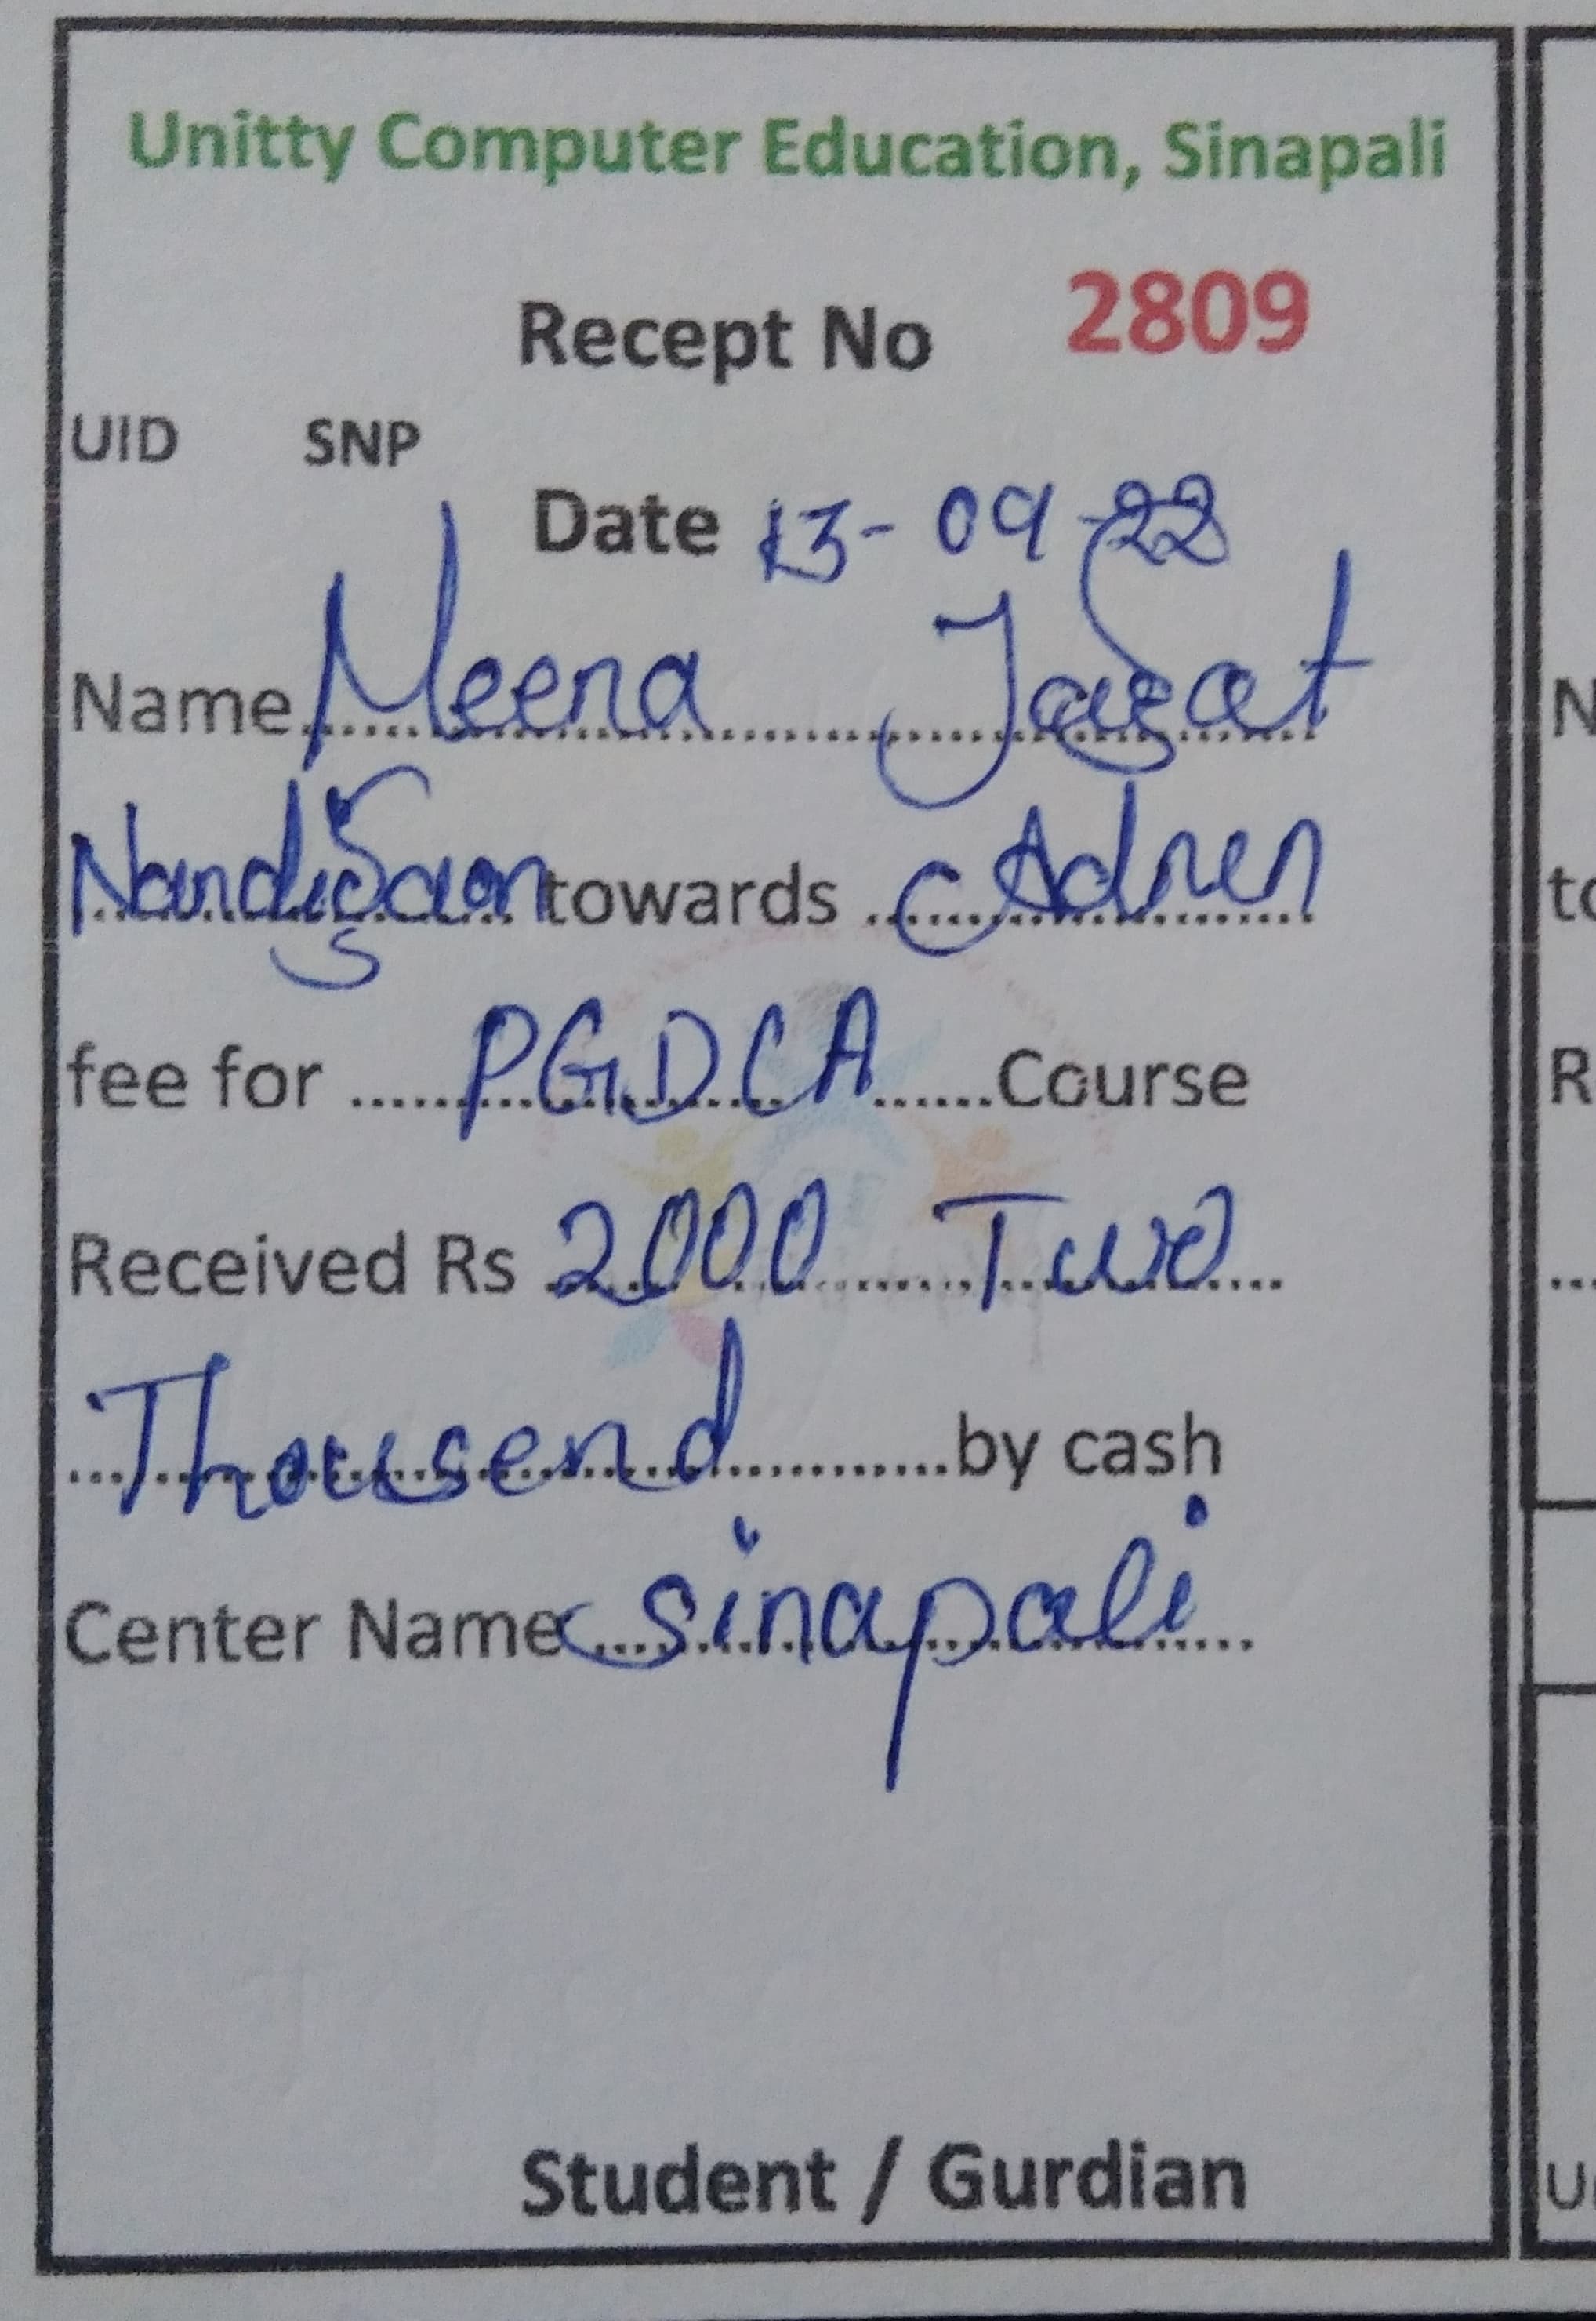 Unitty Computer Education, Sinapali
Recept No 2809
UID SNP
Date 13-09-22
Name Meena Jagat
Nandigaon towards Admn
fee for PGDCA Course
Received Rs 2000 Two
Thousend by cash
Center Name Sinapali
Student / Gurdian